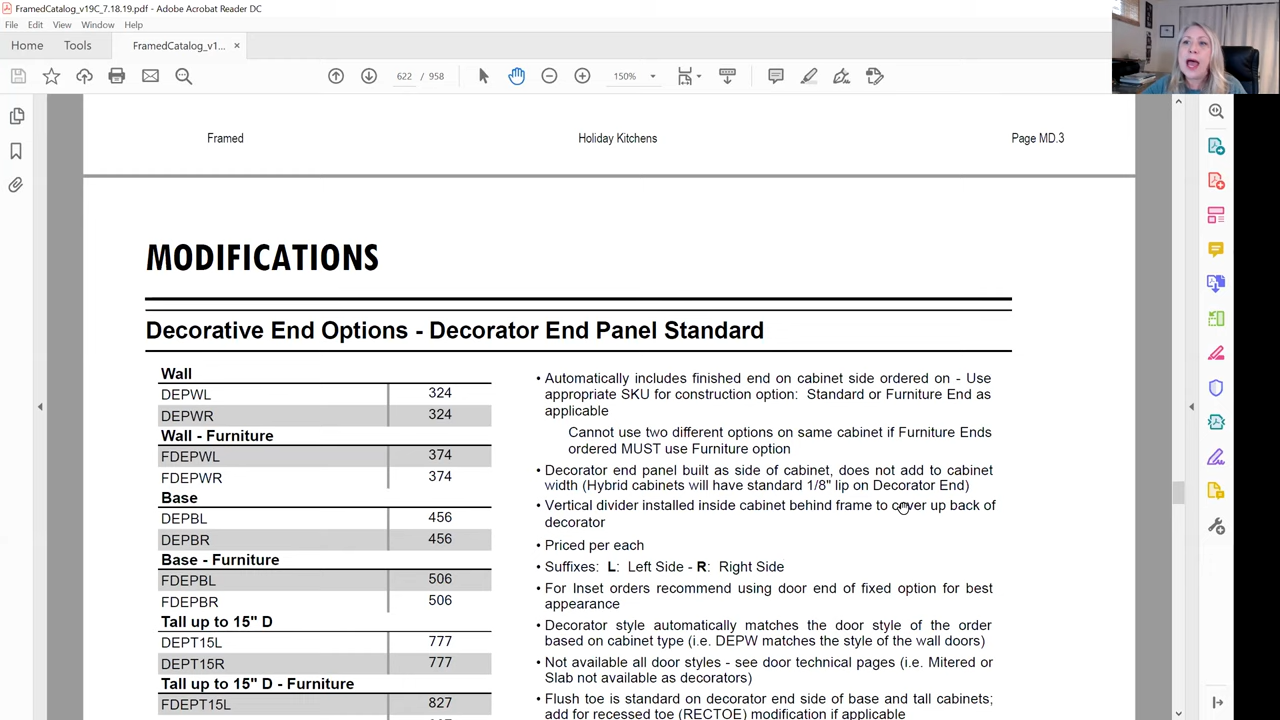 FramedCatalog_v19C_7.18.19.pdf - Adobe Acrobat Reader DC
File Edit View Window Help
Home Tools FramedCatalog_v1... ×
622 / 958 150%
Framed Holiday Kitchens Page MD.3
MODIFICATIONS
Decorative End Options - Decorator End Panel Standard
Wall
DEPWL 324
DEPWR 324
Wall - Furniture
FDEPWL 374
FDEPWR 374
Base
DEPBL 456
DEPBR 456
Base - Furniture
FDEPBL 506
FDEPBR 506
Tall up to 15" D
DEPT15L 777
DEPT15R 777
Tall up to 15" D - Furniture
FDEPT15L 827
• Automatically includes finished end on cabinet side ordered on - Use
appropriate SKU for construction option: Standard or Furniture End as
applicable
Cannot use two different options on same cabinet if Furniture Ends
ordered MUST use Furniture option
• Decorator end panel built as side of cabinet, does not add to cabinet
width (Hybrid cabinets will have standard 1/8" lip on Decorator End)
• Vertical divider installed inside cabinet behind frame to cover up back of
decorator
• Priced per each
• Suffixes: L: Left Side - R: Right Side
• For Inset orders recommend using door end of fixed option for best
appearance
• Decorator style automatically matches the door style of the order
based on cabinet type (i.e. DEPW matches the style of the wall doors)
• Not available all door styles - see door technical pages (i.e. Mitered or
Slab not available as decorators)
• Flush toe is standard on decorator end side of base and tall cabinets;
add for recessed toe (RECTOE) modification if applicable